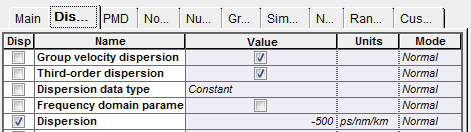 Main Dis... PMD No... Nu... Gr... Sim... N... Ran... Cus...
Disp Name Value Units Mode
Group velocity dispersion Normal
Third-order dispersion Normal
Dispersion data type Constant Normal
Frequency domain parame Normal
Dispersion -500 ps/nm/km Normal